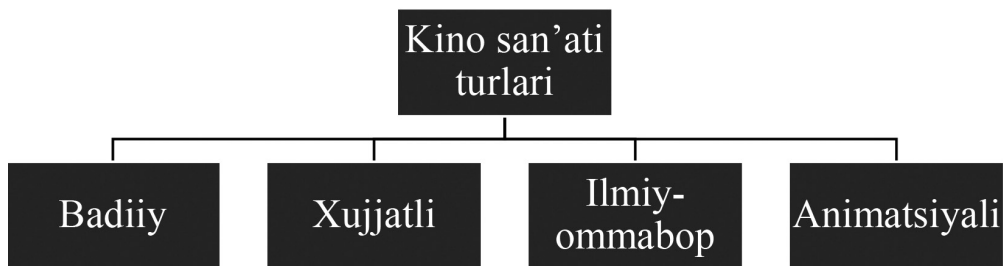 Kino san’ati
turlari
Badiiy
Xujjatli
Ilmiy-
ommabop
Animatsiyali